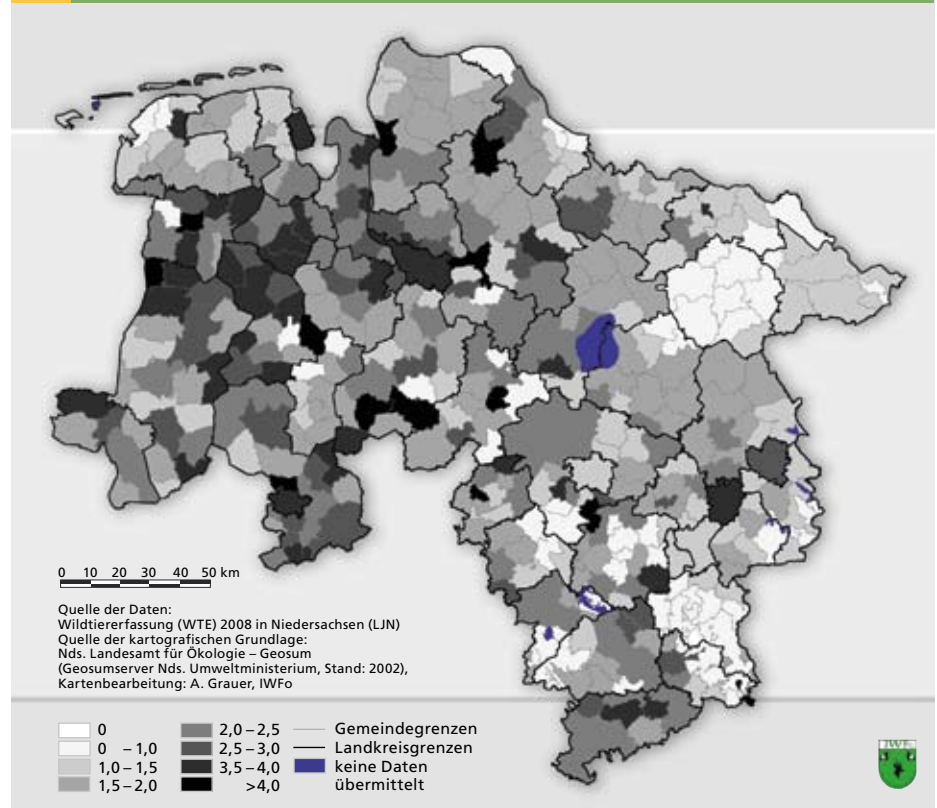 0 10 20 30 40 50 km
Quelle der Daten:
Wildtiererfassung (WTE) 2008 in Niedersachsen (LJN)
Quelle der kartografischen Grundlage:
Nds. Landesamt für Ökologie – Geosum
(Geosumserver Nds. Umweltministerium, Stand: 2002),
Kartenbearbeitung: A. Grauer, IWFo
0
0 – 1,0
1,0 – 1,5
1,5 – 2,0
2,0 – 2,5
2,5 – 3,0
3,5 – 4,0
>4,0
Gemeindegrenzen
Landkreisgrenzen
keine Daten
übermittelt
IWFo